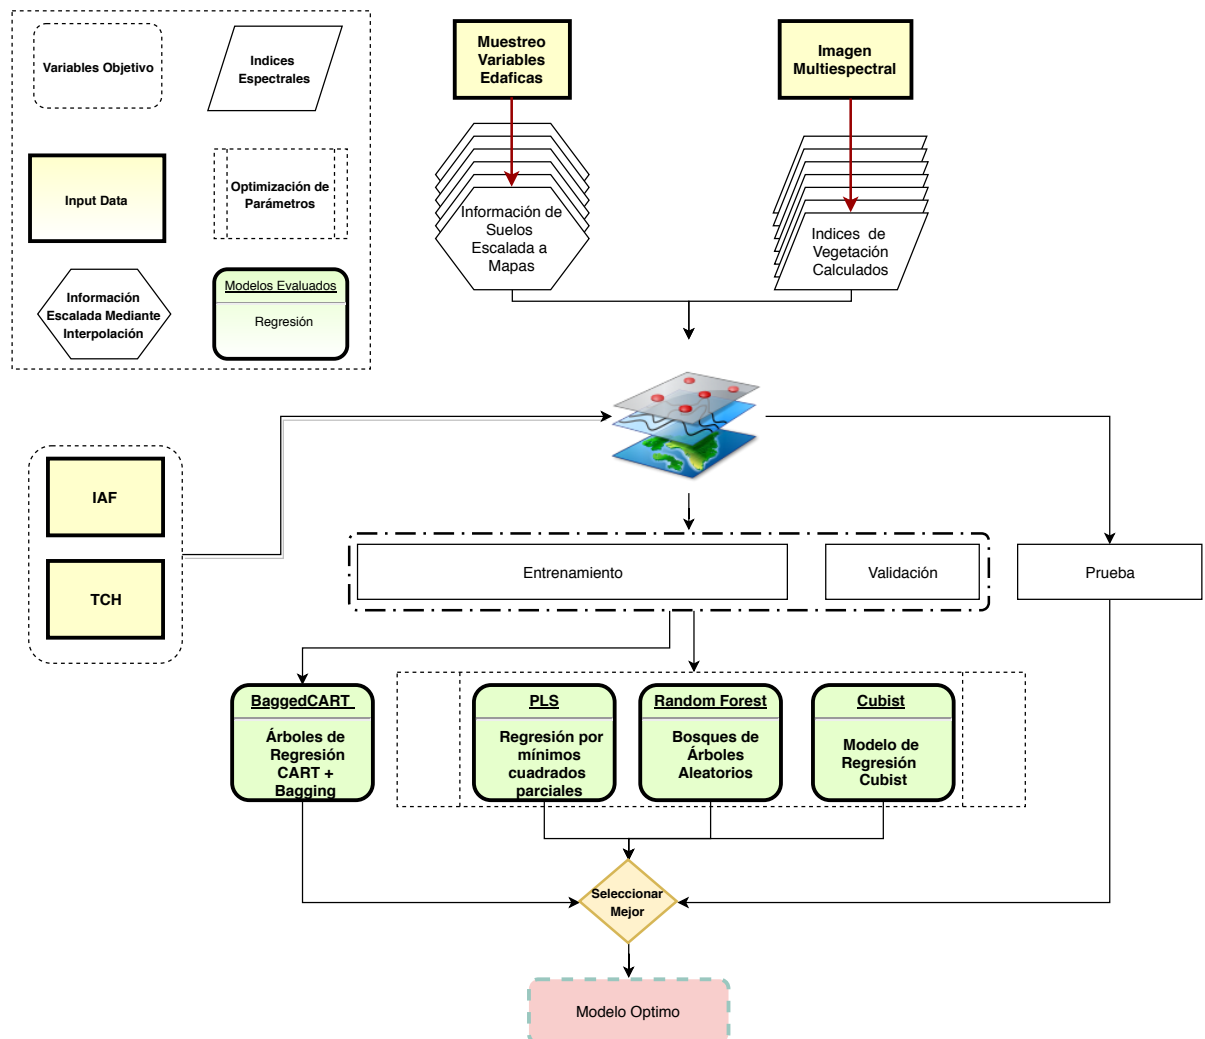 Variables Objetivo
Indices
Espectrales
Input Data
Optimización de
Parámetros
Información
Escalada Mediante
Interpolación
Modelos Evaluados
Regresión
Muestreo
Variables
Edaficas
Imagen
Multiespectral
Información de
Suelos
Escalada a
Mapas
Indices de
Vegetación
Calculados
IAF
TCH
Entrenamiento
Validación
Prueba
BaggedCART
Árboles de
Regresión
CART +
Bagging
PLS
Regresión por
mínimos
cuadrados
parciales
Random Forest
Bosques de
Árboles
Aleatorios
Cubist
Modelo de
Regresión
Cubist
Seleccionar
Mejor
Modelo Optimo